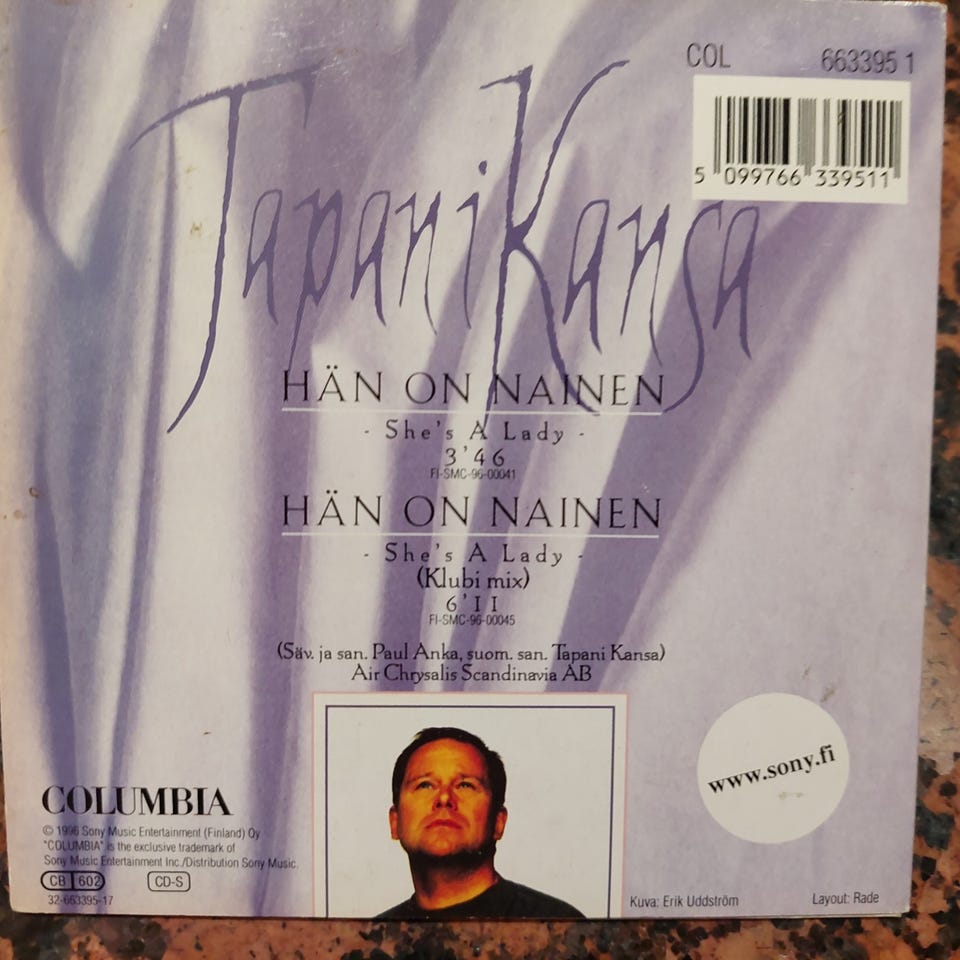 COL 663395 1
5 099766 339511
Tapani Kansa
HÄN ON NAINEN
- She's A Lady -
3'46
FI-SMC-96-00041
HÄN ON NAINEN
- She's A Lady -
(Klubi mix)
6'11
FI-SMC-96-00045
(Säv. ja san. Paul Anka, suom. san. Tapani Kansa)
Air Chrysalis Scandinavia AB
www.sony.fi
COLUMBIA
© 1996 Sony Music Entertainment (Finland) Oy
"COLUMBIA" is the exclusive trademark of
Sony Music Entertainment Inc./Distribution Sony Music.
CB 602 CD-S
32-663395-17
Kuva: Erik Uddström
Layout: Rade